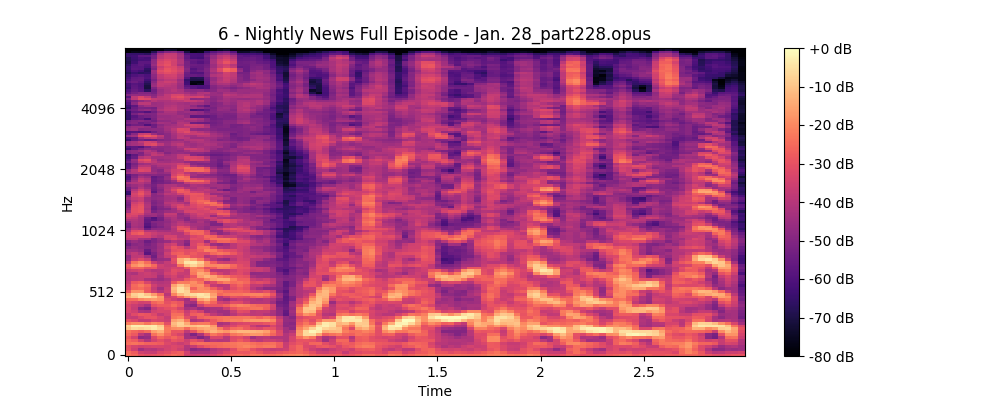 6 - Nightly News Full Episode - Jan. 28_part228.opus
Hz
4096
2048
1024
512
0
0
0.5
1
1.5
2
2.5
Time
+0 dB
-10 dB
-20 dB
-30 dB
-40 dB
-50 dB
-60 dB
-70 dB
-80 dB